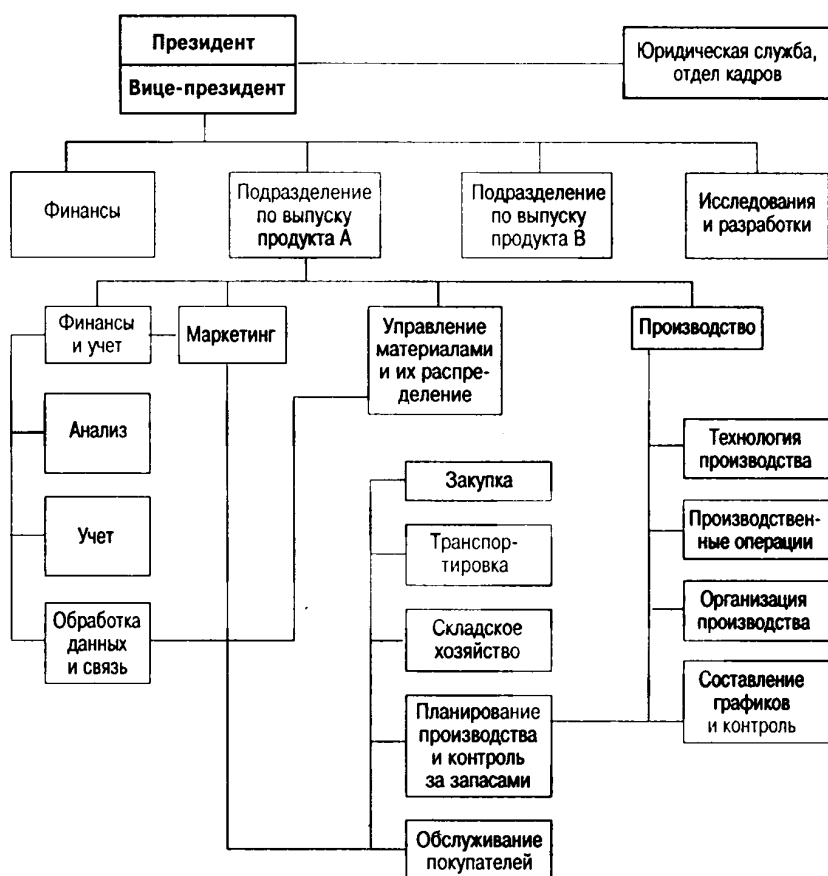 Президент
Вице-президент
Юридическая служба,
отдел кадров
Финансы
Подразделение
по выпуску
продукта А
Подразделение
по выпуску
продукта В
Исследования
и разработки
Финансы
и учет
Маркетинг
Управление
материалами
и их распре-
деление
Производство
Анализ
Учет
Обработка
данных
и связь
Закупка
Транспор-
тировка
Складское
хозяйство
Планирование
производства
и контроль
за запасами
Обслуживание
покупателей
Технология
производства
Производствен-
ные операции
Организация
производства
Составление
графиков
и контроль